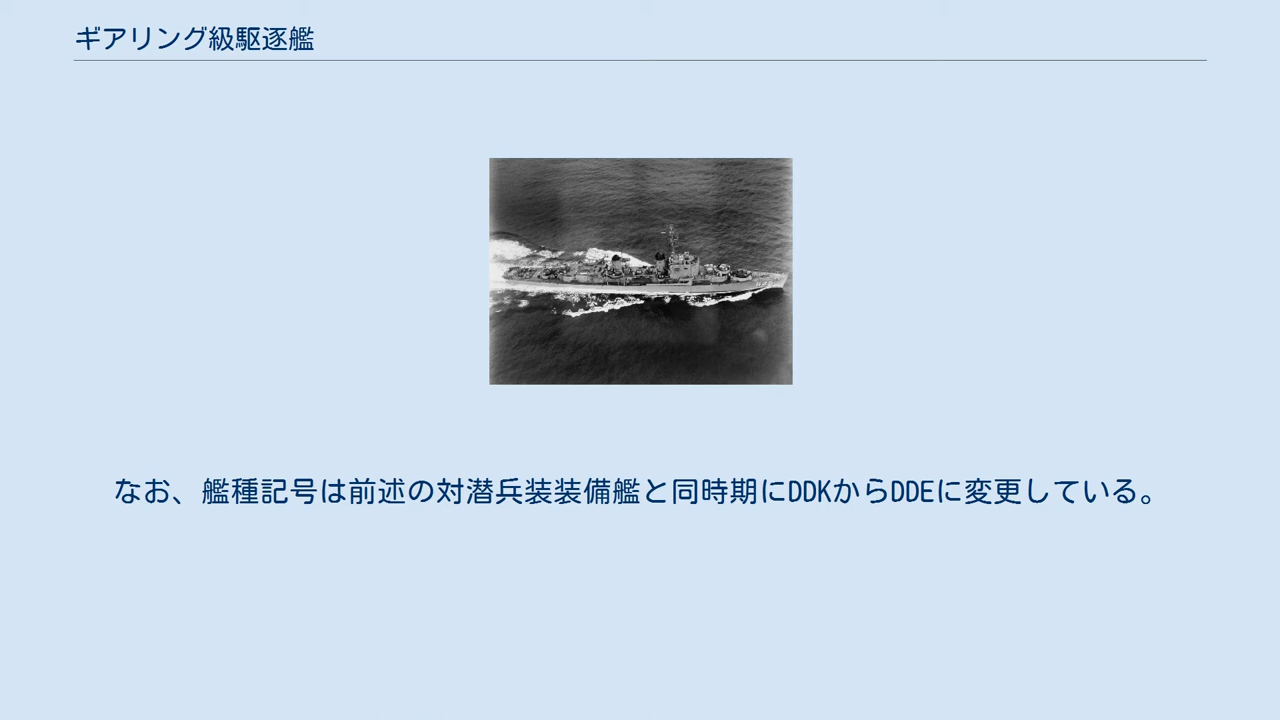 ギアリング級駆逐艦
なお、艦種記号は前述の対潜兵装装備艦と同時期にDDKからDDEに変更している。